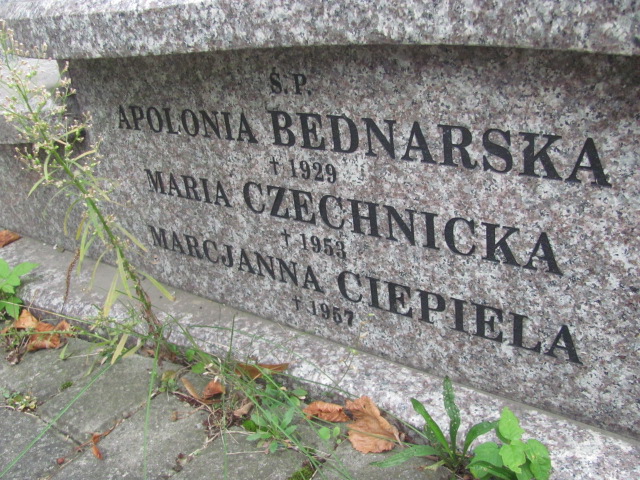 Ś.P.
APOLONIA BEDNARSKA
† 1929
MARIA CZECHNICKA
† 1953
MARCJANNA CIEPIELA
† 1957